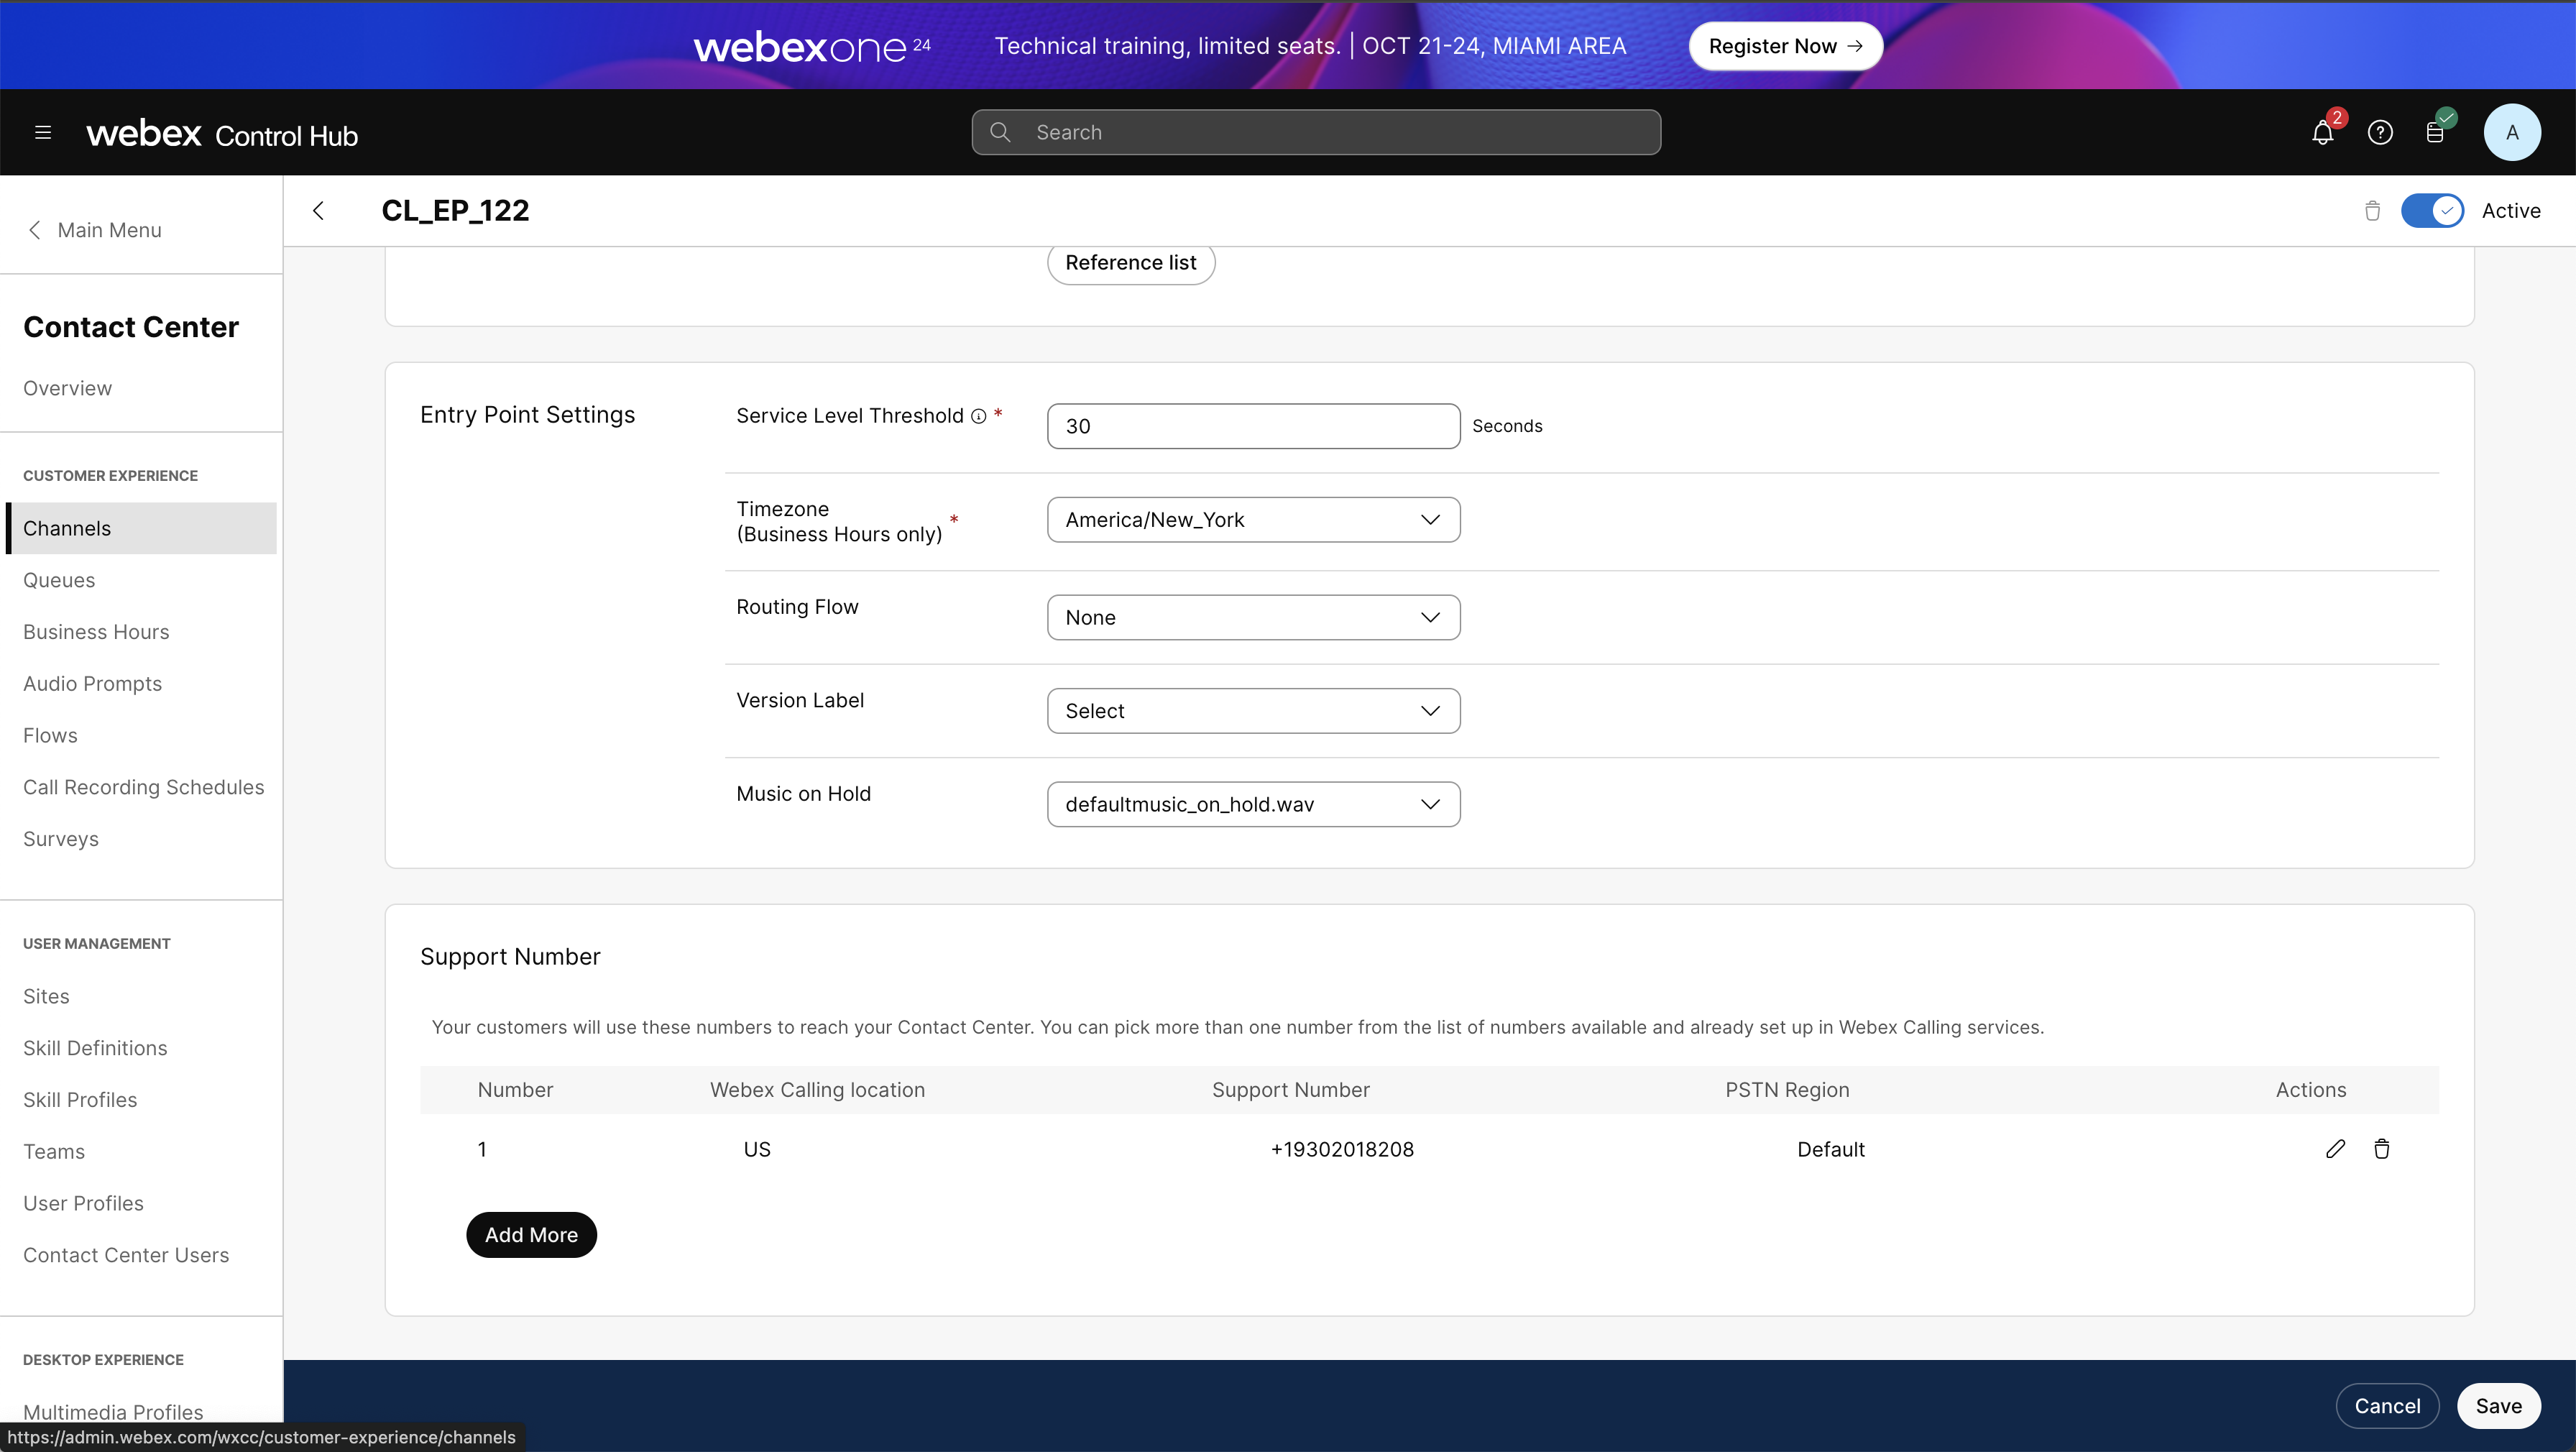 webexone 24
Technical training, limited seats. | OCT 21-24, MIAMI AREA
Register Now →
webex Control Hub
Search
2
A
Main Menu
CL_EP_122
Active
Contact Center
Overview
CUSTOMER EXPERIENCE
Channels
Queues
Business Hours
Audio Prompts
Flows
Call Recording Schedules
Surveys
USER MANAGEMENT
Sites
Skill Definitions
Skill Profiles
Teams
User Profiles
Contact Center Users
DESKTOP EXPERIENCE
Multimedia Profiles
https://admin.webex.com/wxcc/customer-experience/channels
Reference list
Entry Point Settings
Service Level Threshold *
30
Seconds
Timezone
(Business Hours only) *
America/New_York
Routing Flow
None
Version Label
Select
Music on Hold
defaultmusic_on_hold.wav
Support Number
Your customers will use these numbers to reach your Contact Center. You can pick more than one number from the list of numbers available and already set up in Webex Calling services.
Number Webex Calling location Support Number PSTN Region Actions
1 US +19302018208 Default
Add More
Cancel
Save